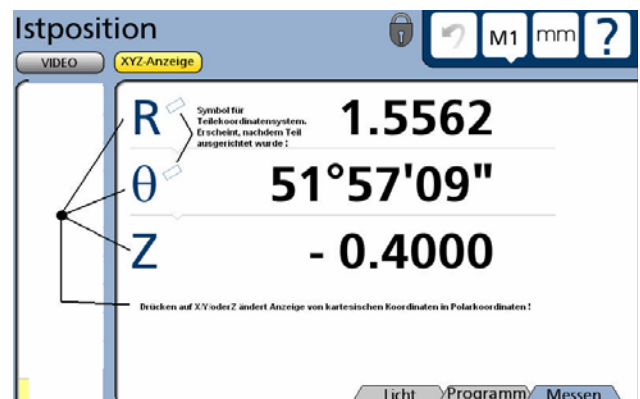 Istposition
M1 mm ?
VIDEO XYZ-Anzeige
R 1.5562
Symbol für
Teilekoordinatensystem.
Erscheint, nachdem Teil
ausgerichtet wurde !
θ 51°57'09"
Z - 0.4000
Drücken auf X/Y/oderZ ändert Anzeige von kartesischen Koordinaten in Polarkoordinaten !
Licht Programm Messen